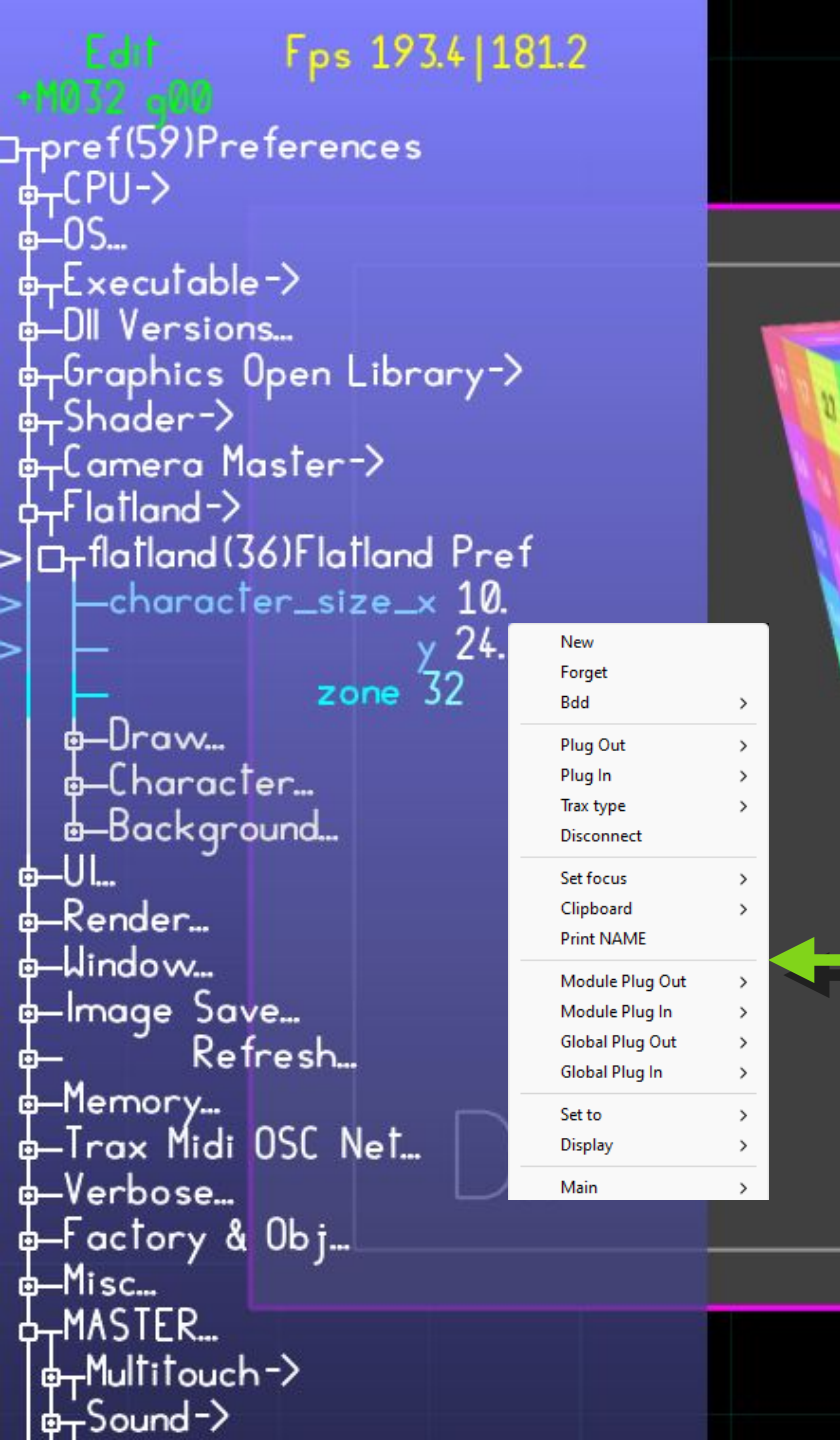 Edit
Fps 193.4|181.2
+M032 g00
pref(59)Preferences
CPU->
OS...
Executable->
Dll Versions...
Graphics Open Library->
Shader->
Camera Master->
Flatland->
> flatland(36)Flatland Pref
> character_size_x 10.
> y 24.
zone 32
Draw...
Character...
Background...
UI...
Render...
Window...
Image Save...
Refresh...
Memory...
Trax Midi OSC Net...
Verbose...
Factory & Obj...
Misc...
MASTER...
Multitouch->
Sound->
New
Forget
Bdd >
Plug Out >
Plug In >
Trax type >
Disconnect
Set focus >
Clipboard >
Print NAME
Module Plug Out >
Module Plug In >
Global Plug Out >
Global Plug In >
Set to >
Display >
Main >
D
27